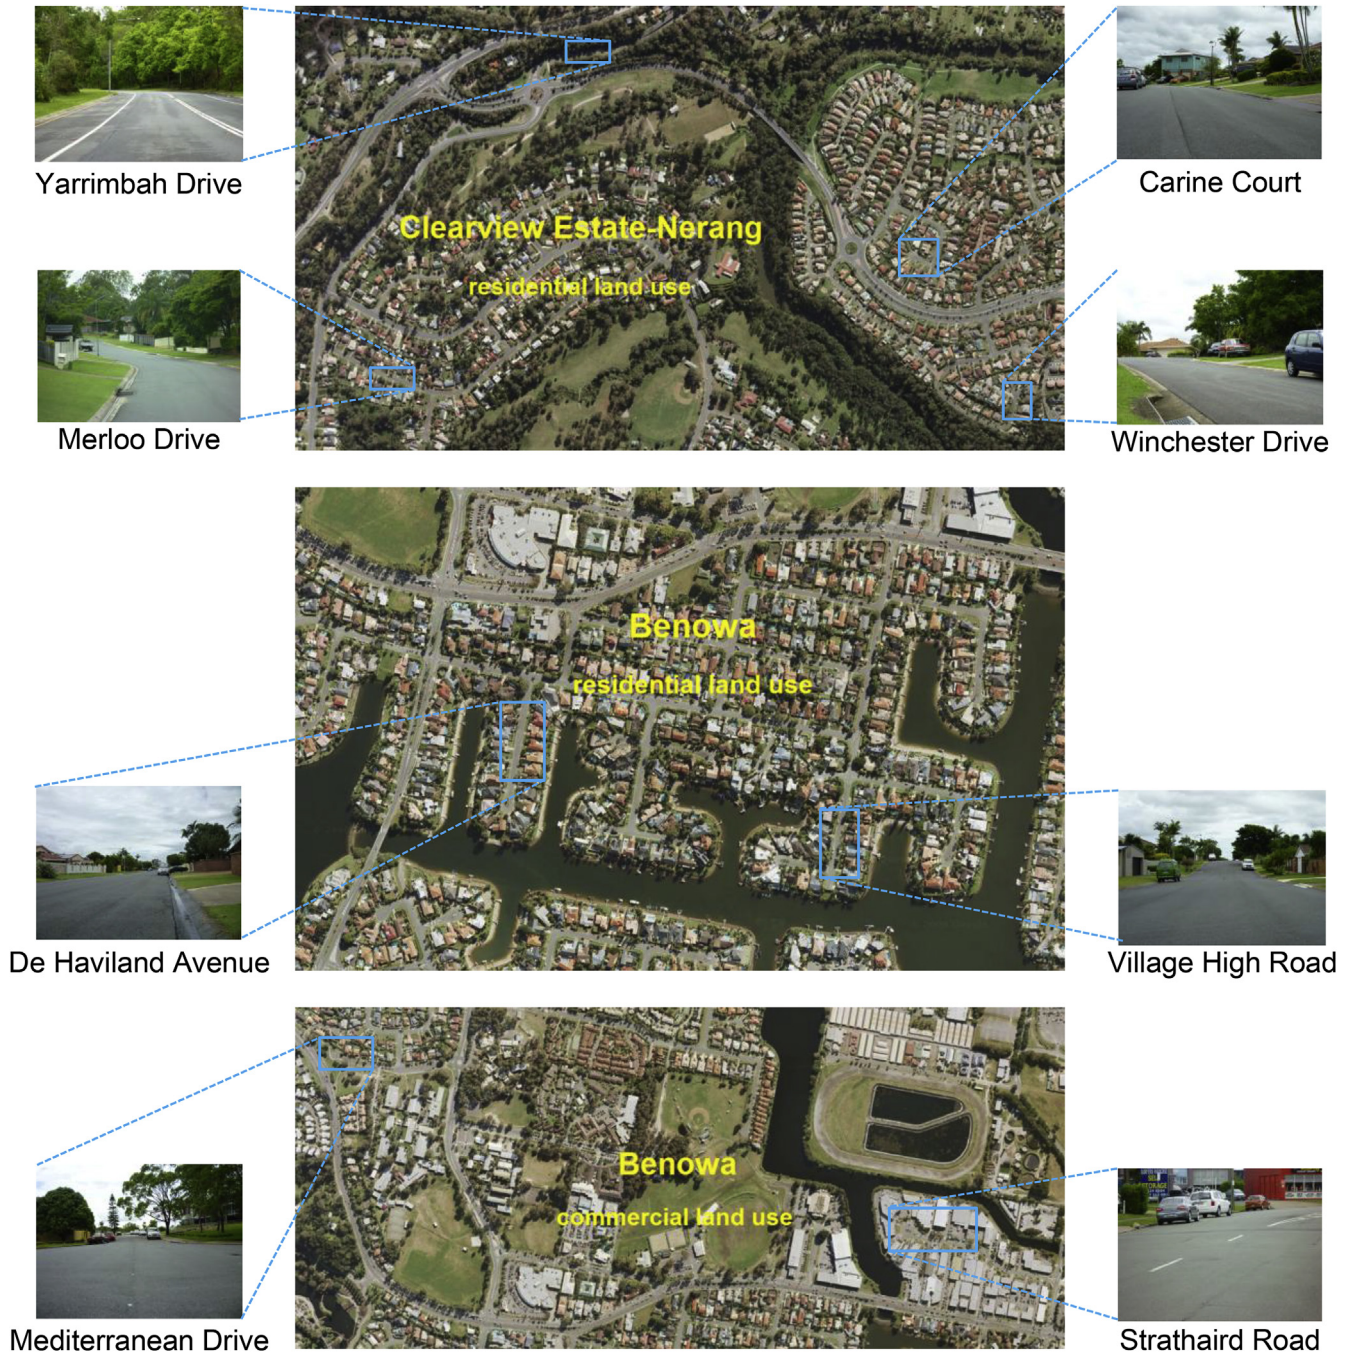 Yarrimbah Drive
Carine Court
Clearview Estate-Nerang
residential land use
Merloo Drive
Winchester Drive
Benowa
residential land use
De Haviland Avenue
Village High Road
Benowa
commercial land use
STORAGE
Mediterranean Drive
Strathaird Road